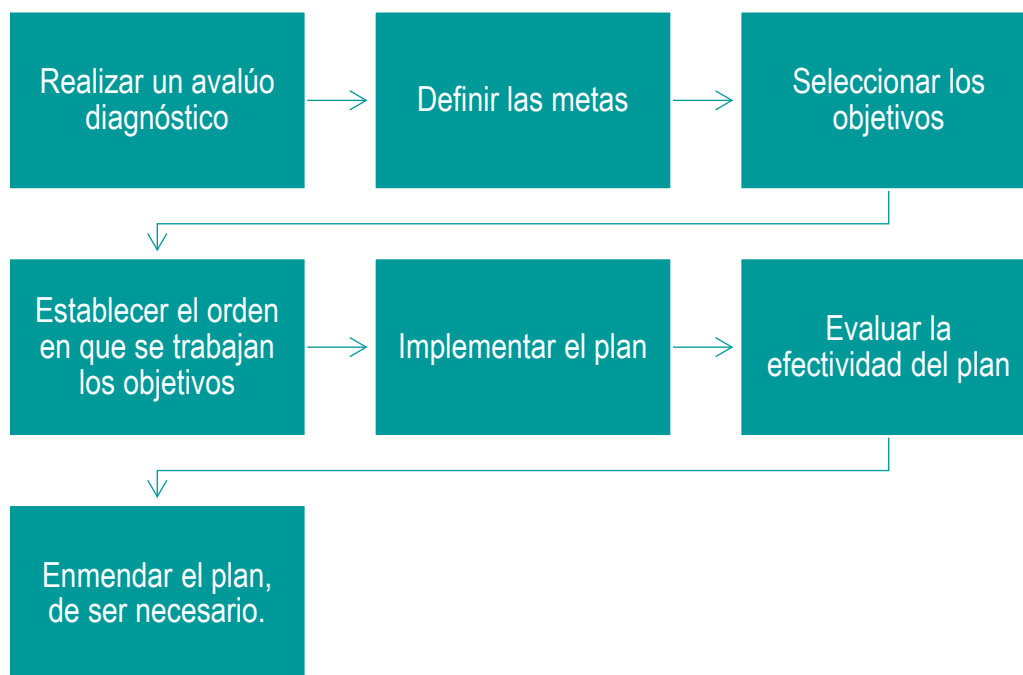 Realizar un avalúo
diagnóstico
Definir las metas
Seleccionar los
objetivos
Establecer el orden
en que se trabajan
los objetivos
Implementar el plan
Evaluar la
efectividad del plan
Enmendar el plan,
de ser necesario.